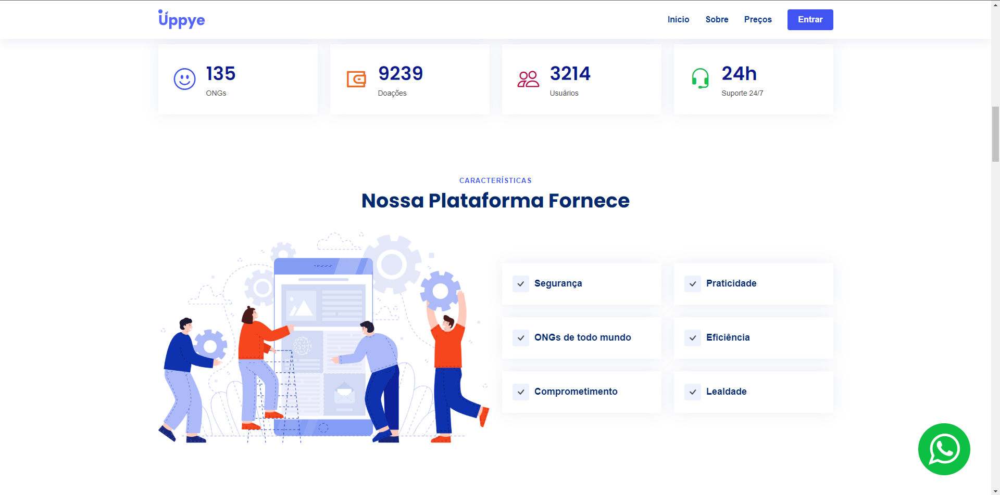 Uppye
Início Sobre Preços Entrar
135
ONGs
9239
Doações
3214
Usuários
24h
Suporte 24/7
CARACTERÍSTICAS
Nossa Plataforma Fornece
Segurança
Praticidade
ONGs de todo mundo
Eficiência
Comprometimento
Lealdade